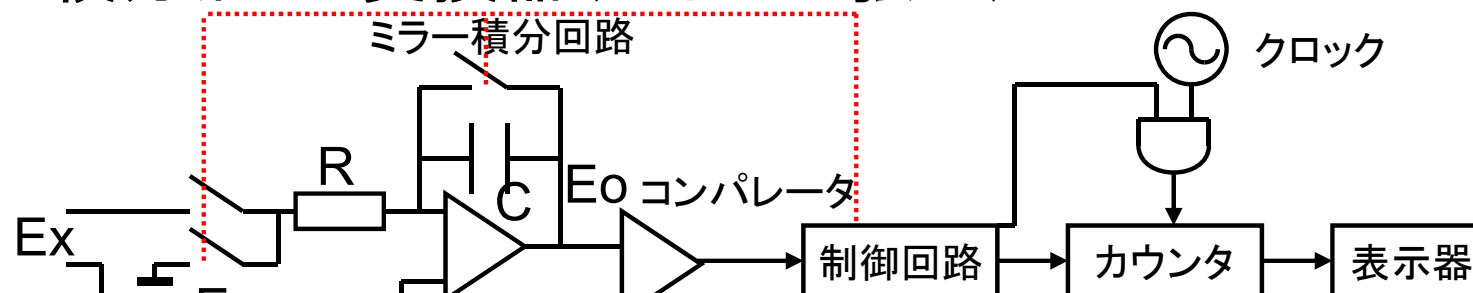 ミラー積分回路
クロック
R
C
Eo
コンパレータ
Ex
制御回路
カウンタ
表示器